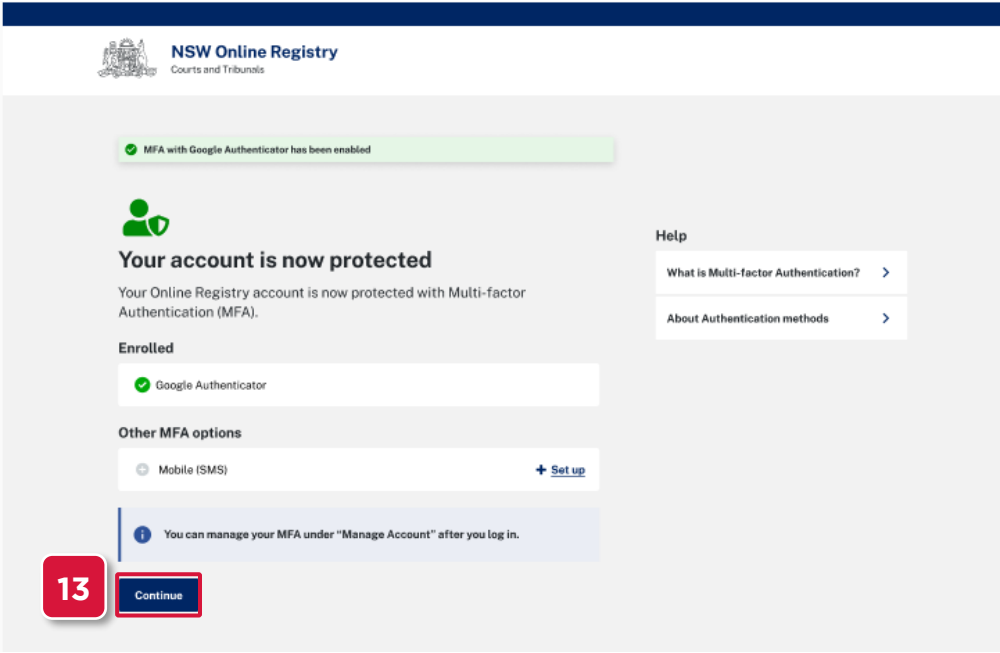 NSW Online Registry
Courts and Tribunals
MFA with Google Authenticator has been enabled
Your account is now protected
Your Online Registry account is now protected with Multi-factor
Authentication (MFA).
Enrolled
Google Authenticator
Other MFA options
Mobile (SMS)
+ Set up
You can manage your MFA under “Manage Account” after you log in.
13
Continue
Help
What is Multi-factor Authentication?
About Authentication methods